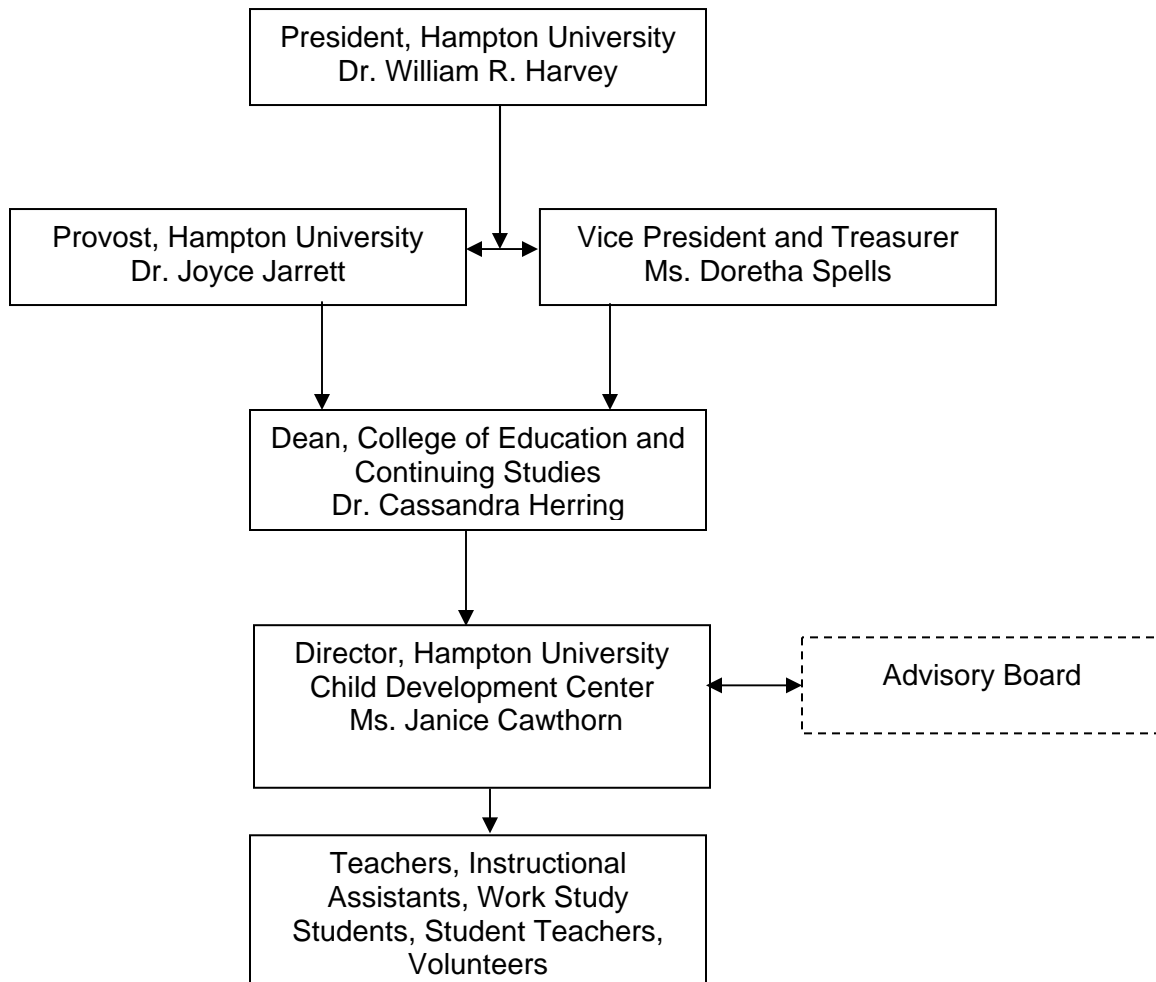 President, Hampton University
Dr. William R. Harvey
Provost, Hampton University
Dr. Joyce Jarrett
Vice President and Treasurer
Ms. Doretha Spells
Dean, College of Education and
Continuing Studies
Dr. Cassandra Herring
Director, Hampton University
Child Development Center
Ms. Janice Cawthorn
Advisory Board
Teachers, Instructional
Assistants, Work Study
Students, Student Teachers,
Volunteers